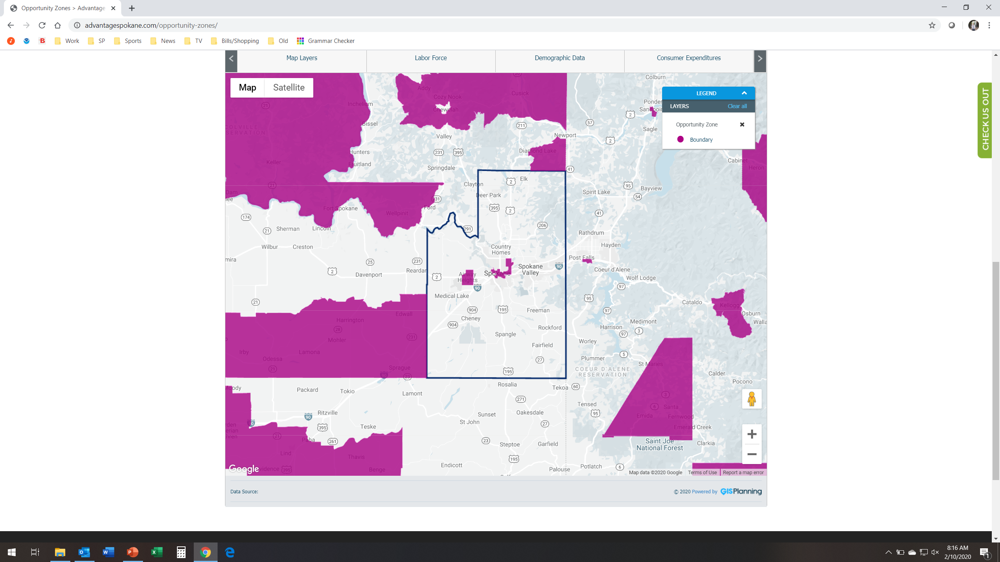 Opportunity Zones > Advantage
advantagespokane.com/opportunity-zones/
B Work SP Sports News TV Bills/Shopping Old Grammar Checker
Map Layers Labor Force Demographic Data Consumer Expenditures
Map Satellite
LEGEND
LAYERS Clear all
Opportunity Zone
Boundary
CHECK US OUT
Colburn
20
Addy
Cozy Nook
Cusick
Chewelah
Inchelium
21
Ponder
2
57
Sagle
COLVILLE
Bissel
211
Valley
Newport
2
231
395
Diamond Lake
Hunters
Fruitland
Keller
Springdale
41
Cabinet
Heron
21
Clayton
2
Elk
95
Bayview
Spirit Lake
54
Deer Park
Dam
231
Ford
395
2
Fort Spokane
Wellpinit
41
174
21
Sherman
Lincoln
291
206
Rathdrum
Wilbur
Creston
Country
Homes
Hayden
mira
25
231
Post Falls
2
Davenport
Reardan
2
Airway
Heights
Spokane
Spokane
Valley
90
Coeur d'Alene
Wolf Lodge
90
97
Medical Lake
95
21
Cataldo
Kellogg
Edwall
904
195
Freeman
97
Osburn
Walla
Harrington
Cheney
904
Medimont
28
Rockford
Harrison
3
Mohler
231
Spangle
97
Irby
Lamona
Odessa
Fairfield
Worley
5
21
27
Plummer
St Maries
Sprague
90
23
195
COEUR D'ALENE
RESERVATION
Calder
Pocono
Moody
Packard
Tokio
Lamont
Rosalia
Tekoa
60
271
3
Ritzville
90
Sunset
Oakesdale
Tensed
95
6
Santa
Emida
Fernwood
395
Teske
St John
27
Emerald Creek
21
Paha
261
23
Steptoe
Garfield
Saint Joe
National Forest
Clarkia
Lind
Thavis
195
Endicott
Palouse
Potlatch
6
Google
vidence
395
Benge
Map data ©2020 Google Terms of Use Report a map error
Data Source:
© 2020 Powered by GISPlanning
8:16 AM
2/10/2020
1